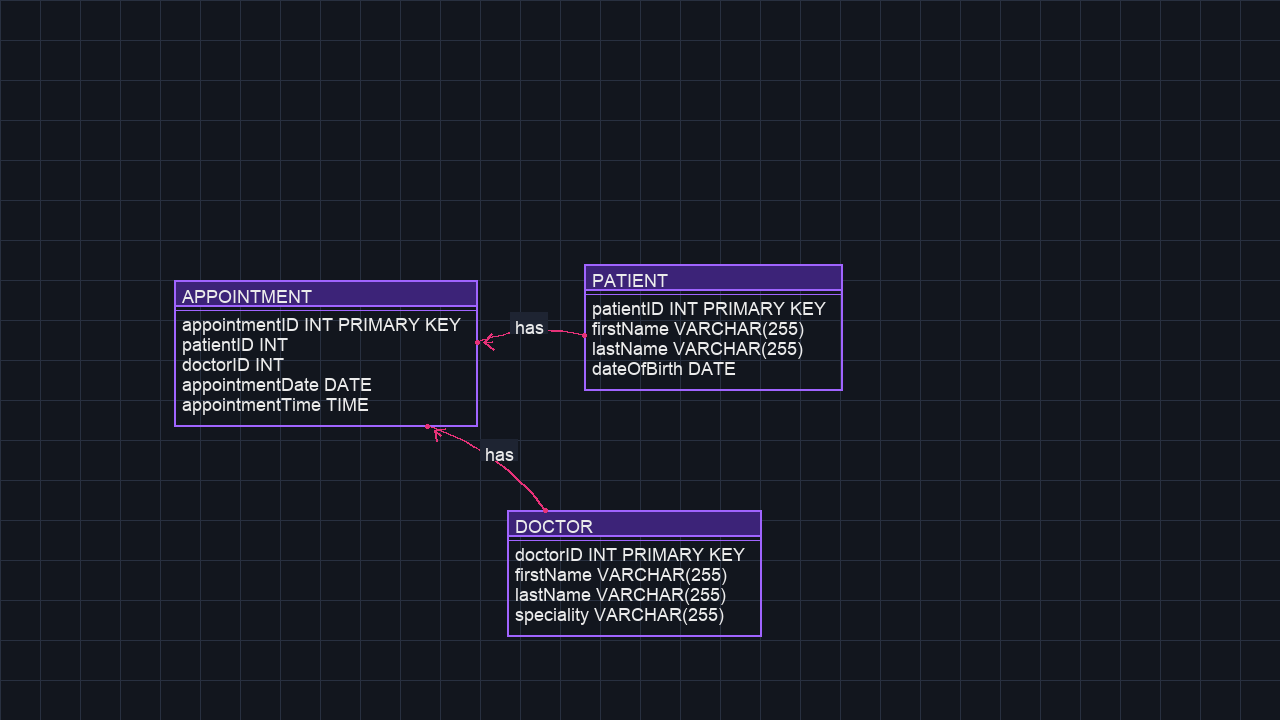 PATIENT
patientID INT PRIMARY KEY
firstName VARCHAR(255)
lastName VARCHAR(255)
dateOfBirth DATE
APPOINTMENT
appointmentID INT PRIMARY KEY
patientID INT
doctorID INT
appointmentDate DATE
appointmentTime TIME
has
has
DOCTOR
doctorID INT PRIMARY KEY
firstName VARCHAR(255)
lastName VARCHAR(255)
speciality VARCHAR(255)